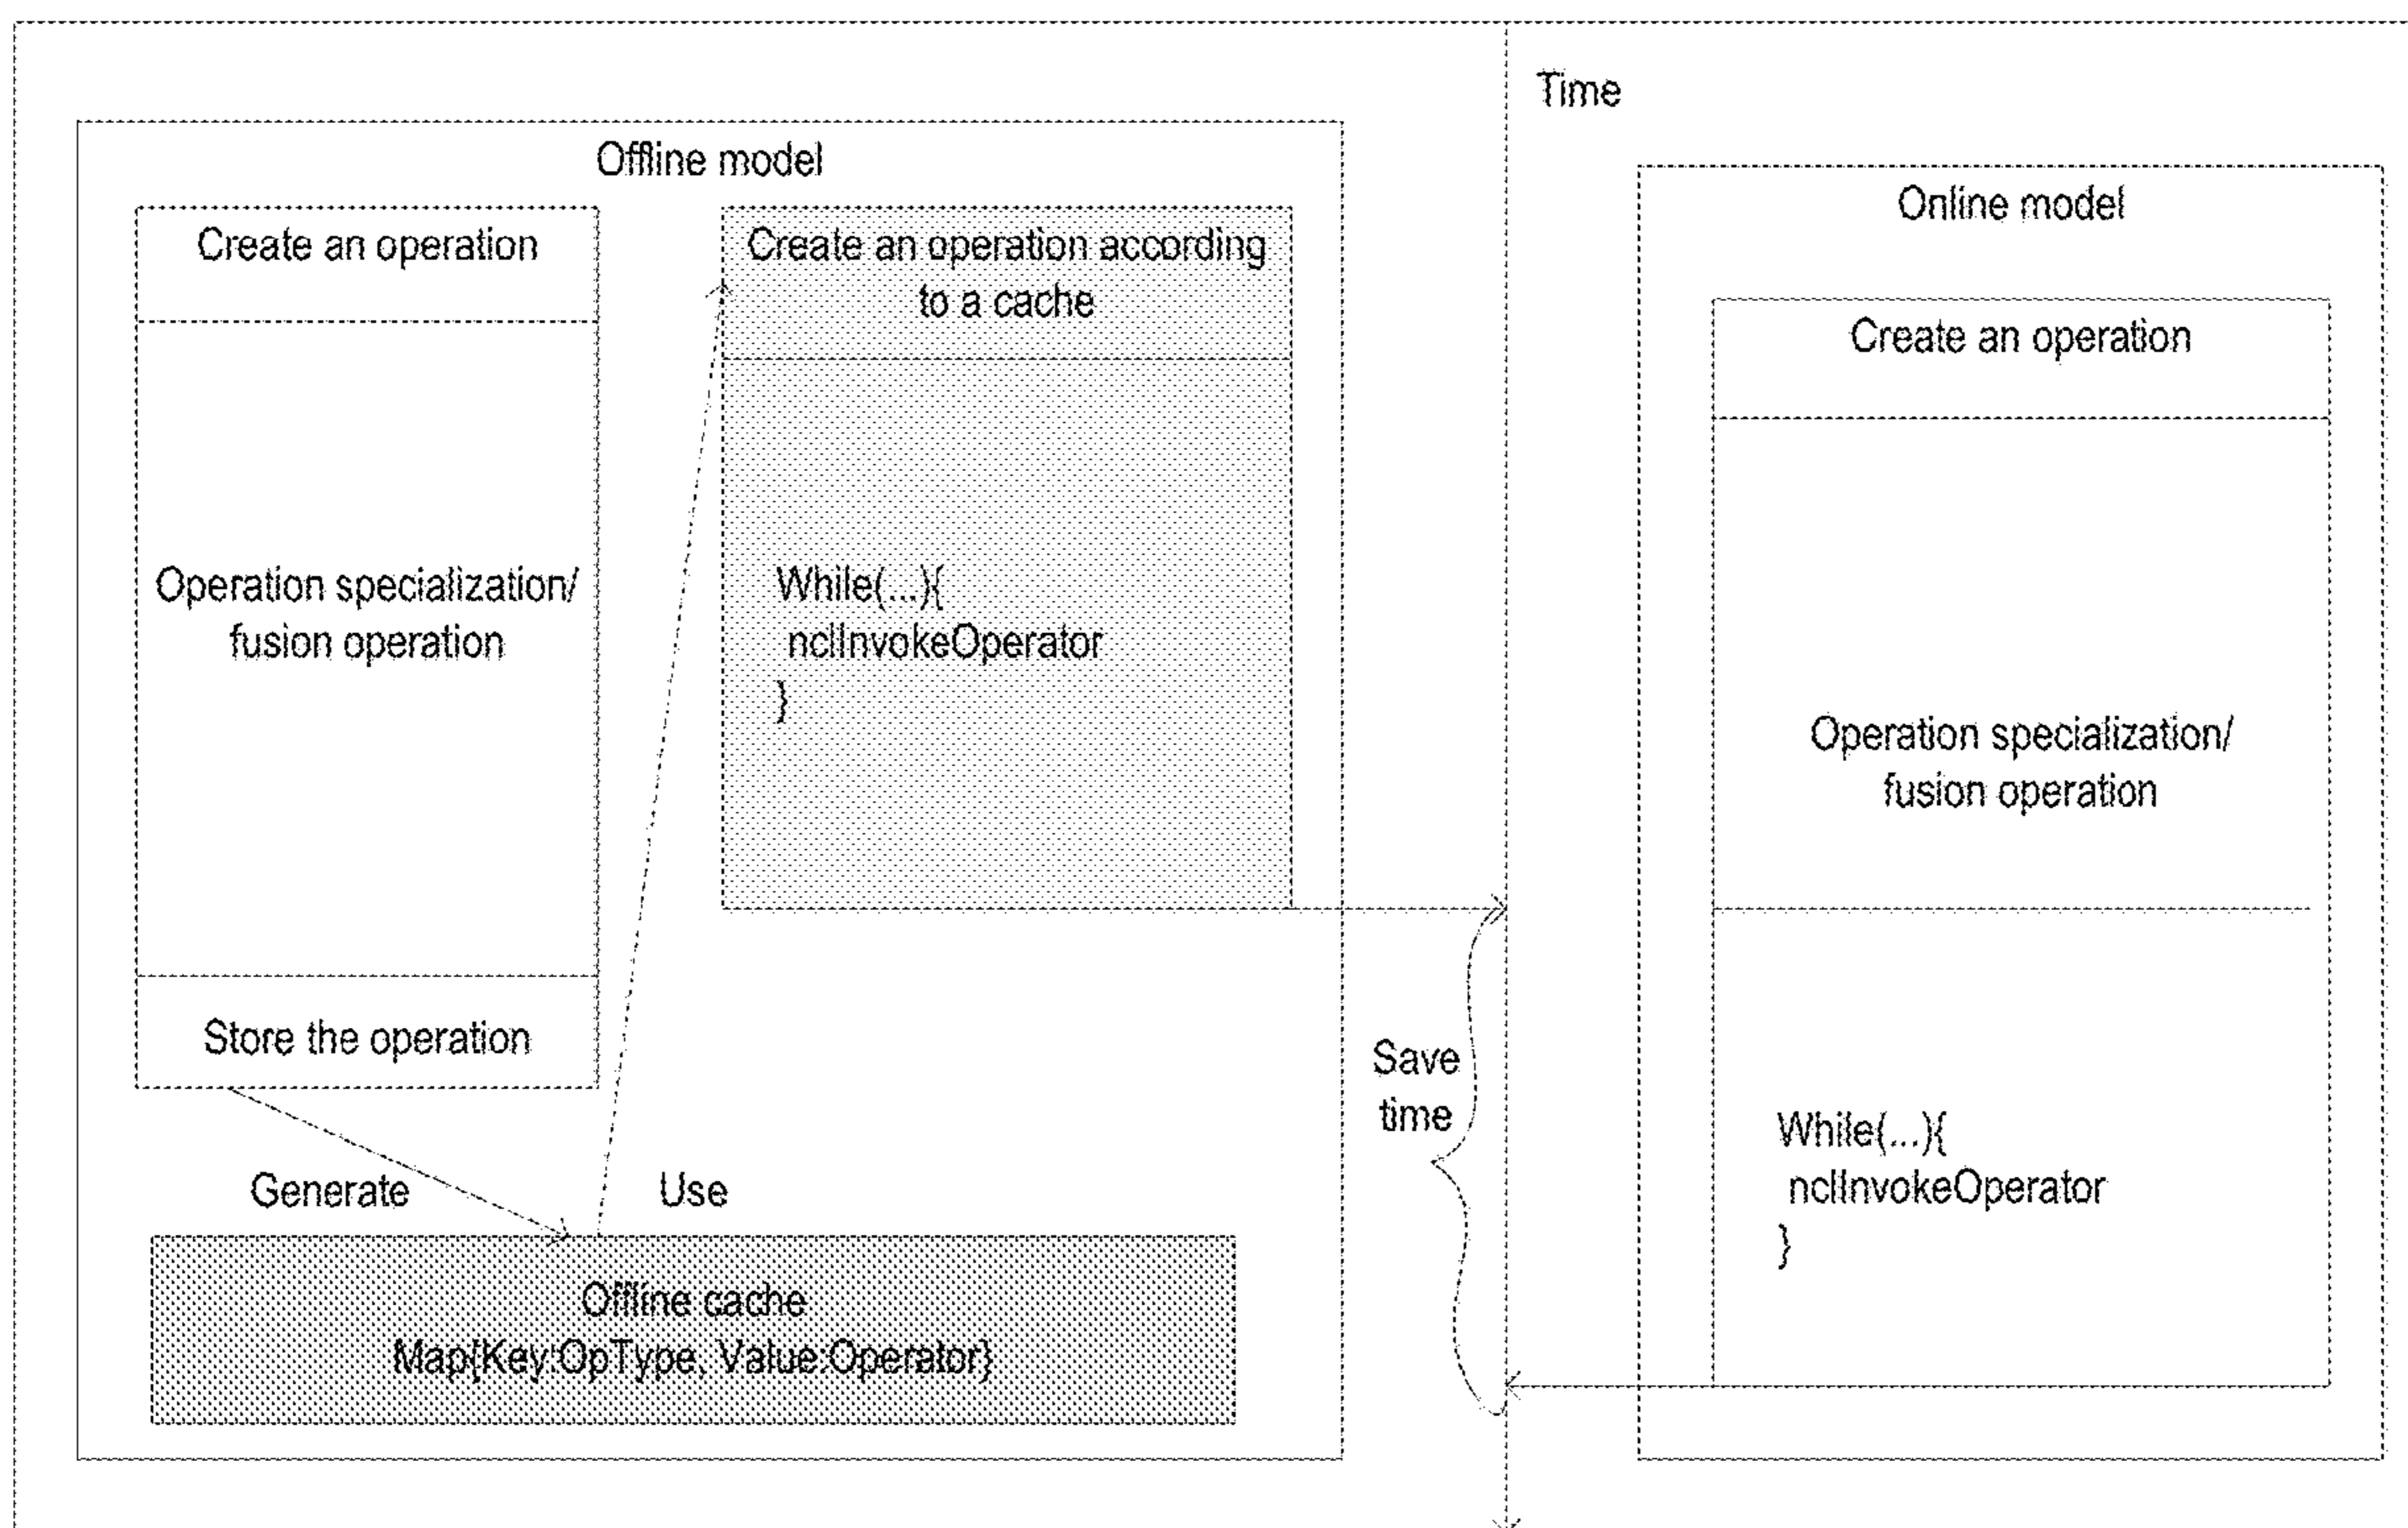 Time
Offline model
Create an operation
Operation specialization/
fusion operation
Store the operation
Create an operation according
to a cache
While(...){
nclInvokeOperator
}
Generate
Use
Offline cache
Map{Key:OpType, Value:Operator}
Save
time
Online model
Create an operation
Operation specialization/
fusion operation
While(...){
nclInvokeOperator
}